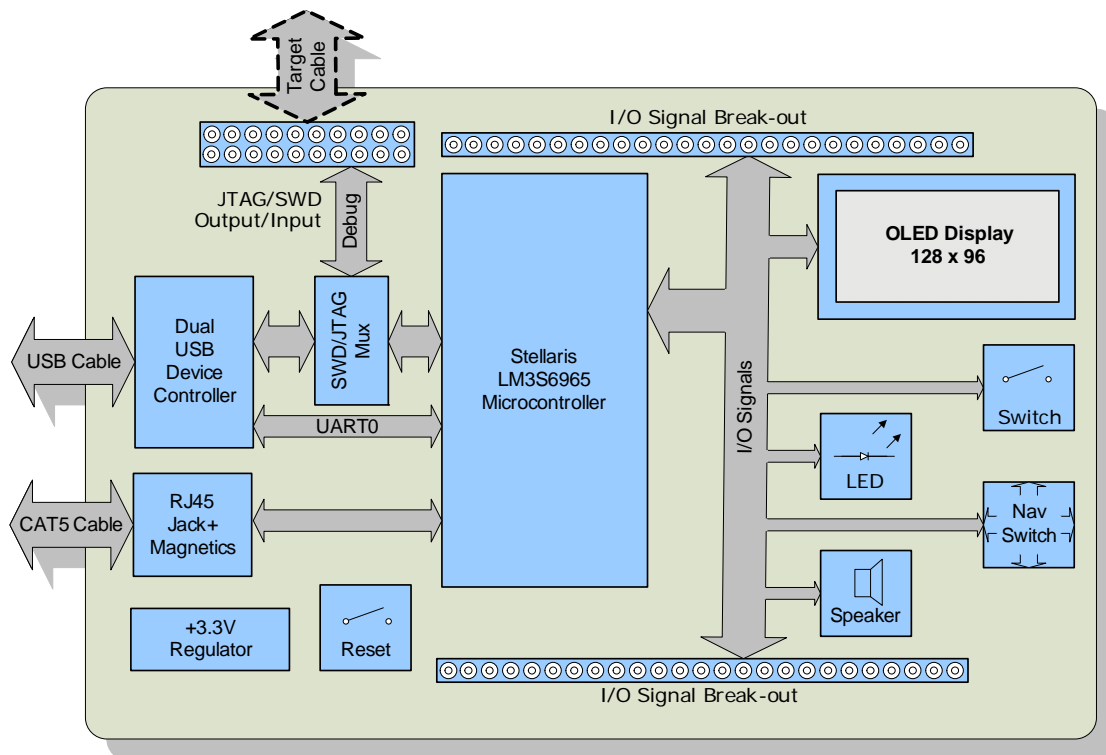 Target
Cable
I/O Signal Break-out
JTAG/SWD
Output/Input
Debug
OLED Display
128 x 96
Dual
USB
Device
Controller
SWD/JTAG
Mux
Stellaris
LM3S6965
Microcontroller
USB Cable
UART0
I/O Signals
Switch
LED
RJ45
Jack+
Magnetics
CAT5 Cable
Nav
Switch
Speaker
+3.3V
Regulator
Reset
I/O Signal Break-out